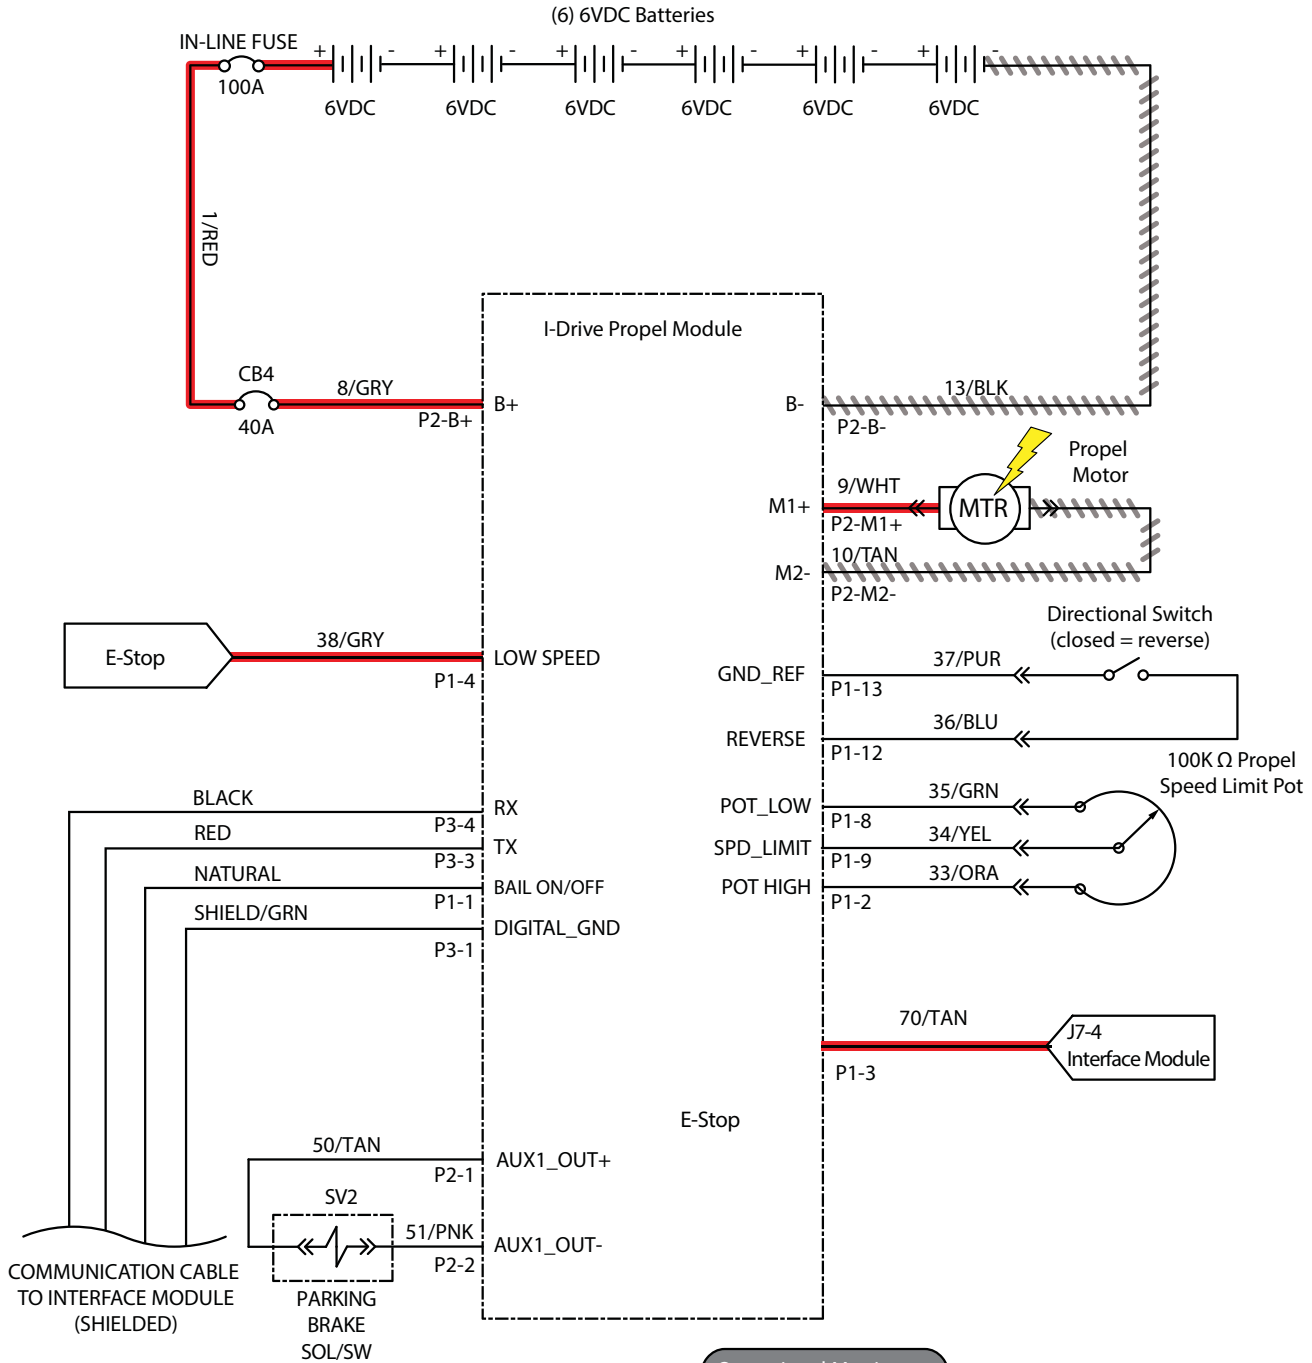 (6) 6VDC Batteries
IN-LINE FUSE
+ - + - + - + - + - + -
100A
6VDC 6VDC 6VDC 6VDC 6VDC 6VDC
1/RED
I-Drive Propel Module
CB4
8/GRY
40A
P2-B+
B+
B-
13/BLK
P2-B-
Propel
Motor
9/WHT
M1+
MTR
P2-M1+
10/TAN
M2-
P2-M2-
E-Stop
38/GRY
LOW SPEED
P1-4
Directional Switch
(closed = reverse)
37/PUR
GND_REF
P1-13
36/BLU
REVERSE
P1-12
100K Ω Propel
Speed Limit Pot
BLACK
RX
P3-4
RED
TX
P3-3
NATURAL
BAIL ON/OFF
P1-1
SHIELD/GRN
DIGITAL_GND
P3-1
35/GRN
POT_LOW
P1-8
34/YEL
SPD_LIMIT
P1-9
33/ORA
POT HIGH
P1-2
70/TAN
J7-4
Interface Module
P1-3
E-Stop
50/TAN
AUX1_OUT+
P2-1
SV2
51/PNK
AUX1_OUT-
P2-2
COMMUNICATION CABLE
TO INTERFACE MODULE
(SHIELDED)
PARKING
BRAKE
SOL/SW